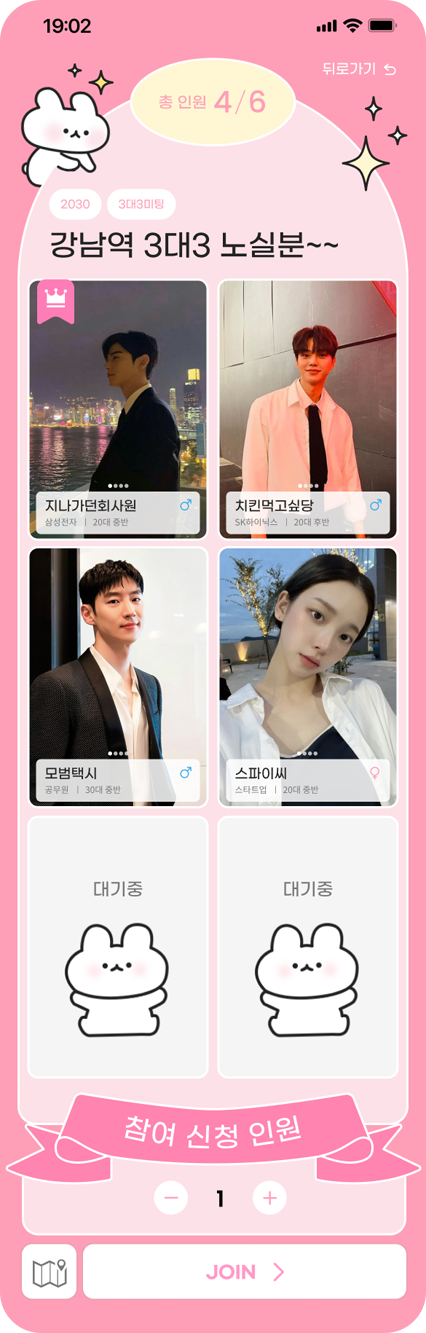 19:02
뒤로가기
총 인원 4/6
2030
3대3미팅
강남역 3대3 노실분~~
지나가던회사원
삼성전자 | 20대 중반
치킨먹고싶당
SK하이닉스 | 20대 후반
모범택시
공무원 | 30대 중반
스파이씨
스타트업 | 20대 중반
대기중
대기중
참여 신청 인원
1
JOIN